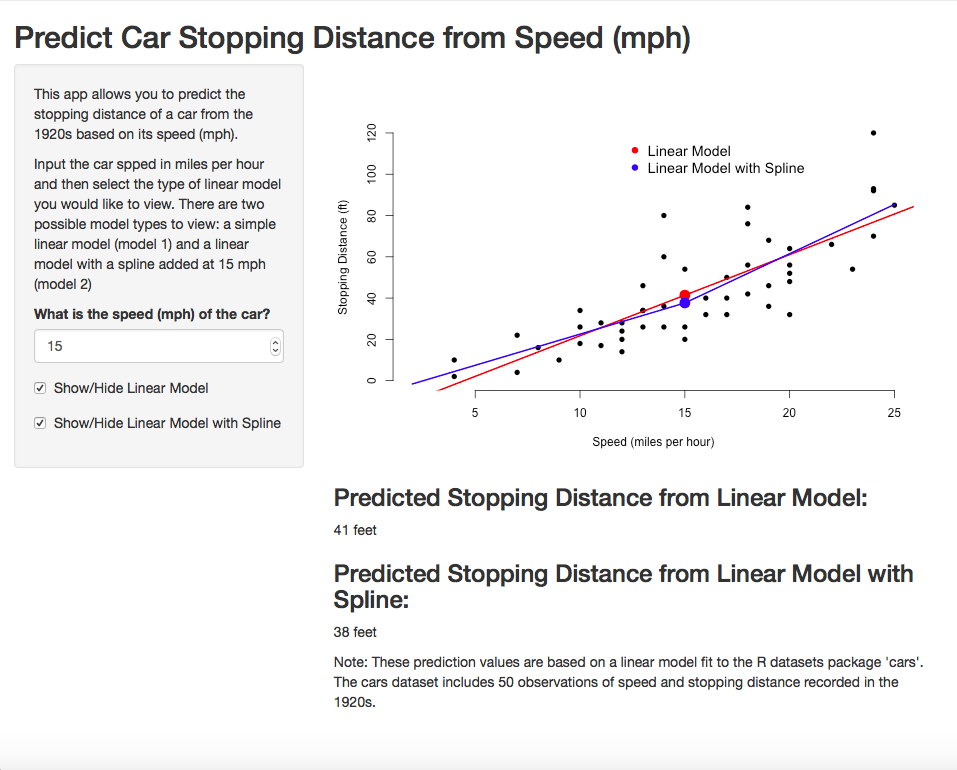 Predict Car Stopping Distance from Speed (mph)
This app allows you to predict the
stopping distance of a car from the
1920s based on its speed (mph).
Input the car spped in miles per hour
and then select the type of linear model
you would like to view. There are two
possible model types to view: a simple
linear model (model 1) and a linear
model with a spline added at 15 mph
(model 2)
What is the speed (mph) of the car?
15
Show/Hide Linear Model
Show/Hide Linear Model with Spline
Stopping Distance (ft)
120
100
80
60
40
20
0
Linear Model
Linear Model with Spline
5 10 15 20 25
Speed (miles per hour)
Predicted Stopping Distance from Linear Model:
41 feet
Predicted Stopping Distance from Linear Model with
Spline:
38 feet
Note: These prediction values are based on a linear model fit to the R datasets package 'cars'.
The cars dataset includes 50 observations of speed and stopping distance recorded in the
1920s.